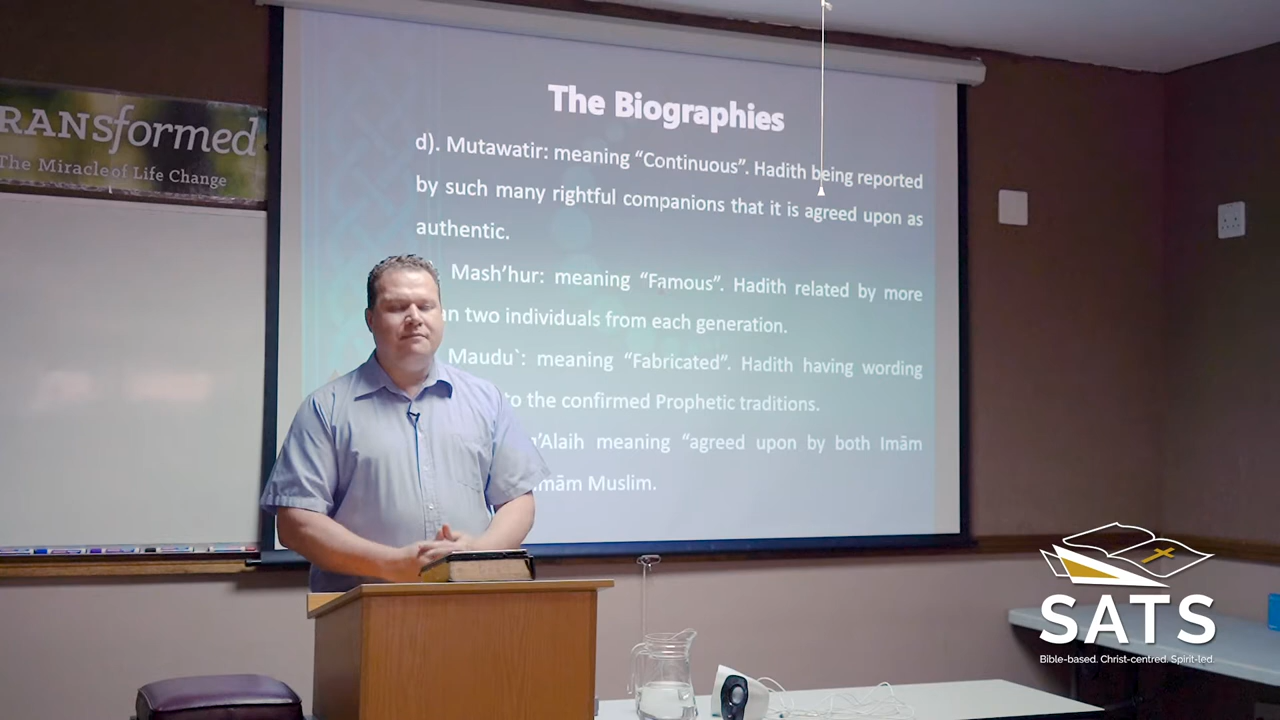 RANsformed
The Miracle of Life Change
The Biographies
d). Mutawatir: meaning “Continuous”. Hadith being reported
by such many rightful companions that it is agreed upon as
authentic.
Mash’hur: meaning “Famous”. Hadith related by more
two individuals from each generation.
Maudu`: meaning “Fabricated”. Hadith having wording
to the confirmed Prophetic traditions.
’Alaih meaning “agreed upon by both Imām
Imām Muslim.
SATS
Bible-based. Christ-centred. Spirit-led.